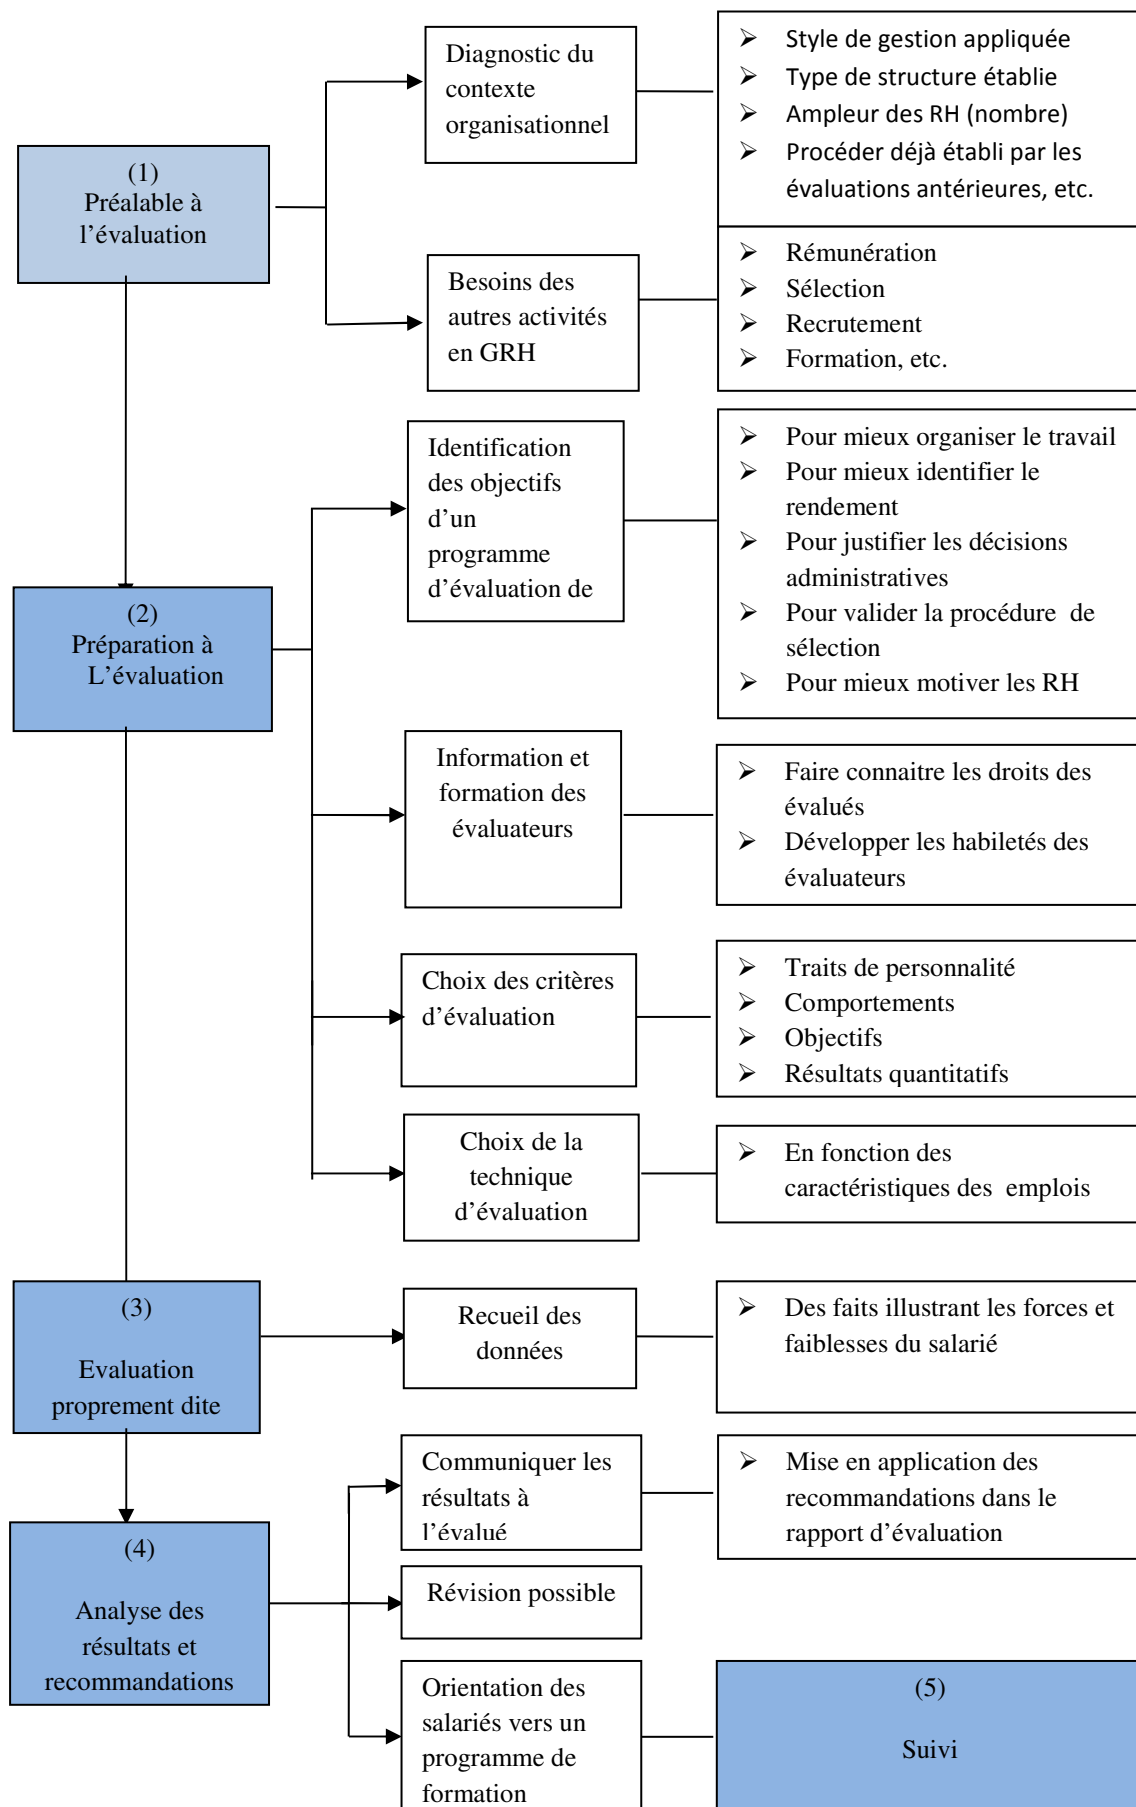 (1)
Préalable à
l'évaluation
Diagnostic du
contexte
organisationnel
➢ Style de gestion appliquée
➢ Type de structure établie
➢ Ampleur des RH (nombre)
➢ Procéder déjà établi par les
évaluations antérieures, etc.
Besoins des
autres activités
en GRH
➢ Rémunération
➢ Sélection
➢ Recrutement
➢ Formation, etc.
(2)
Préparation à
L'évaluation
Identification
des objectifs
d'un
programme
d'évaluation de
➢ Pour mieux organiser le travail
➢ Pour mieux identifier le
rendement
➢ Pour justifier les décisions
administratives
➢ Pour valider la procédure de
sélection
➢ Pour mieux motiver les RH
Information et
formation des
évaluateurs
➢ Faire connaitre les droits des
évalués
➢ Développer les habiletés des
évaluateurs
Choix des critères
d'évaluation
➢ Traits de personnalité
➢ Comportements
➢ Objectifs
➢ Résultats quantitatifs
Choix de la
technique
d'évaluation
➢ En fonction des
caractéristiques des emplois
(3)
Evaluation
proprement dite
Recueil des
données
➢ Des faits illustrant les forces et
faiblesses du salarié
(4)
Analyse des
résultats et
recommandations
Communiquer les
résultats à
l'évalué
➢ Mise en application des
recommandations dans le
rapport d'évaluation
Révision possible
Orientation des
salariés vers un
programme de
formation
(5)
Suivi